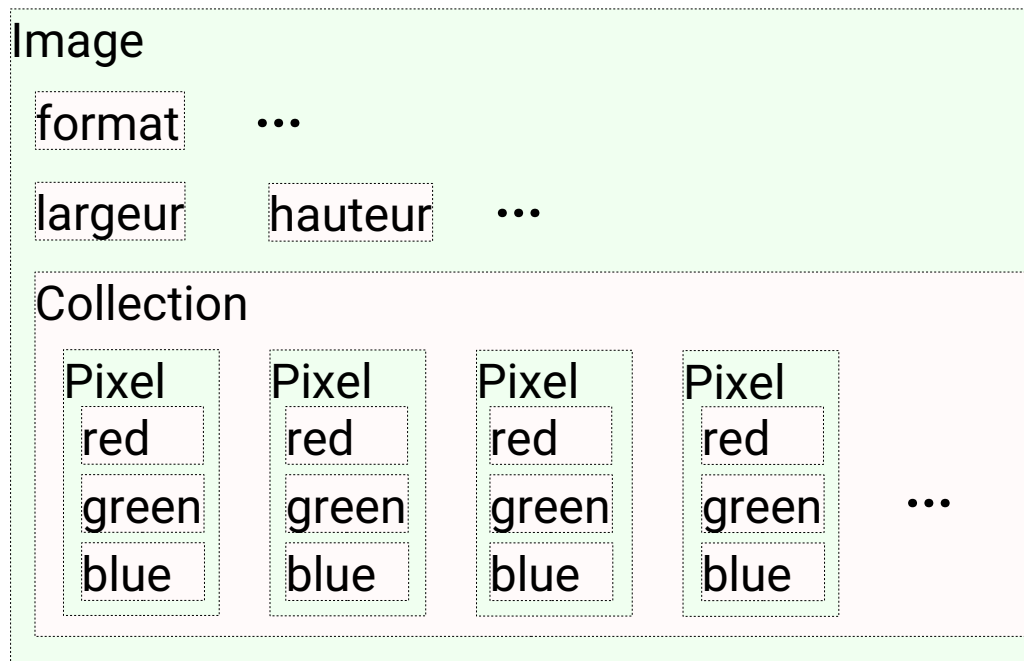 Image
format ...
largeur hauteur ...
Collection
Pixel Pixel Pixel Pixel
red red red red
green green green green ...
blue blue blue blue